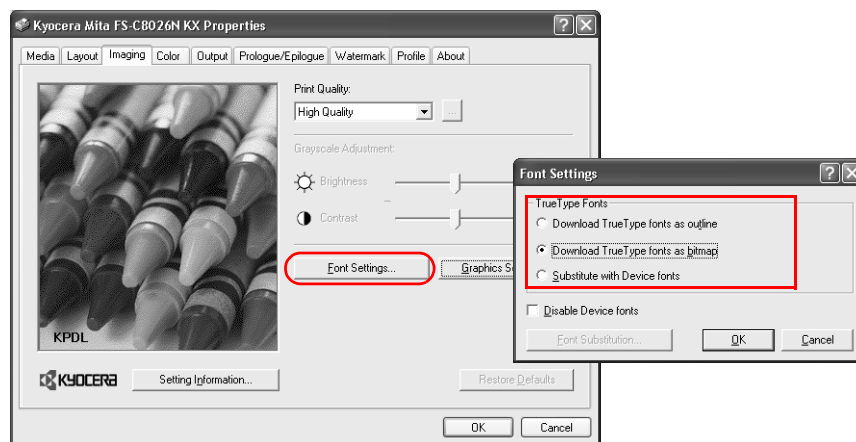 Kyocera Mita FS-C8026N KX Properties
Media Layout Imaging Color Output Prologue/Epilogue Watermark Profile About
Print Quality:
High Quality
...
Grayscale Adjustment:
Brightness
Contrast
Font Settings...
Graphics S
KPDL
KYOCERA
Setting Information...
Restore Defaults
OK
Cancel
Font Settings
TrueType Fonts
Download TrueType fonts as outline
Download TrueType fonts as bitmap
Substitute with Device fonts
Disable Device fonts
Font Substitution...
OK
Cancel